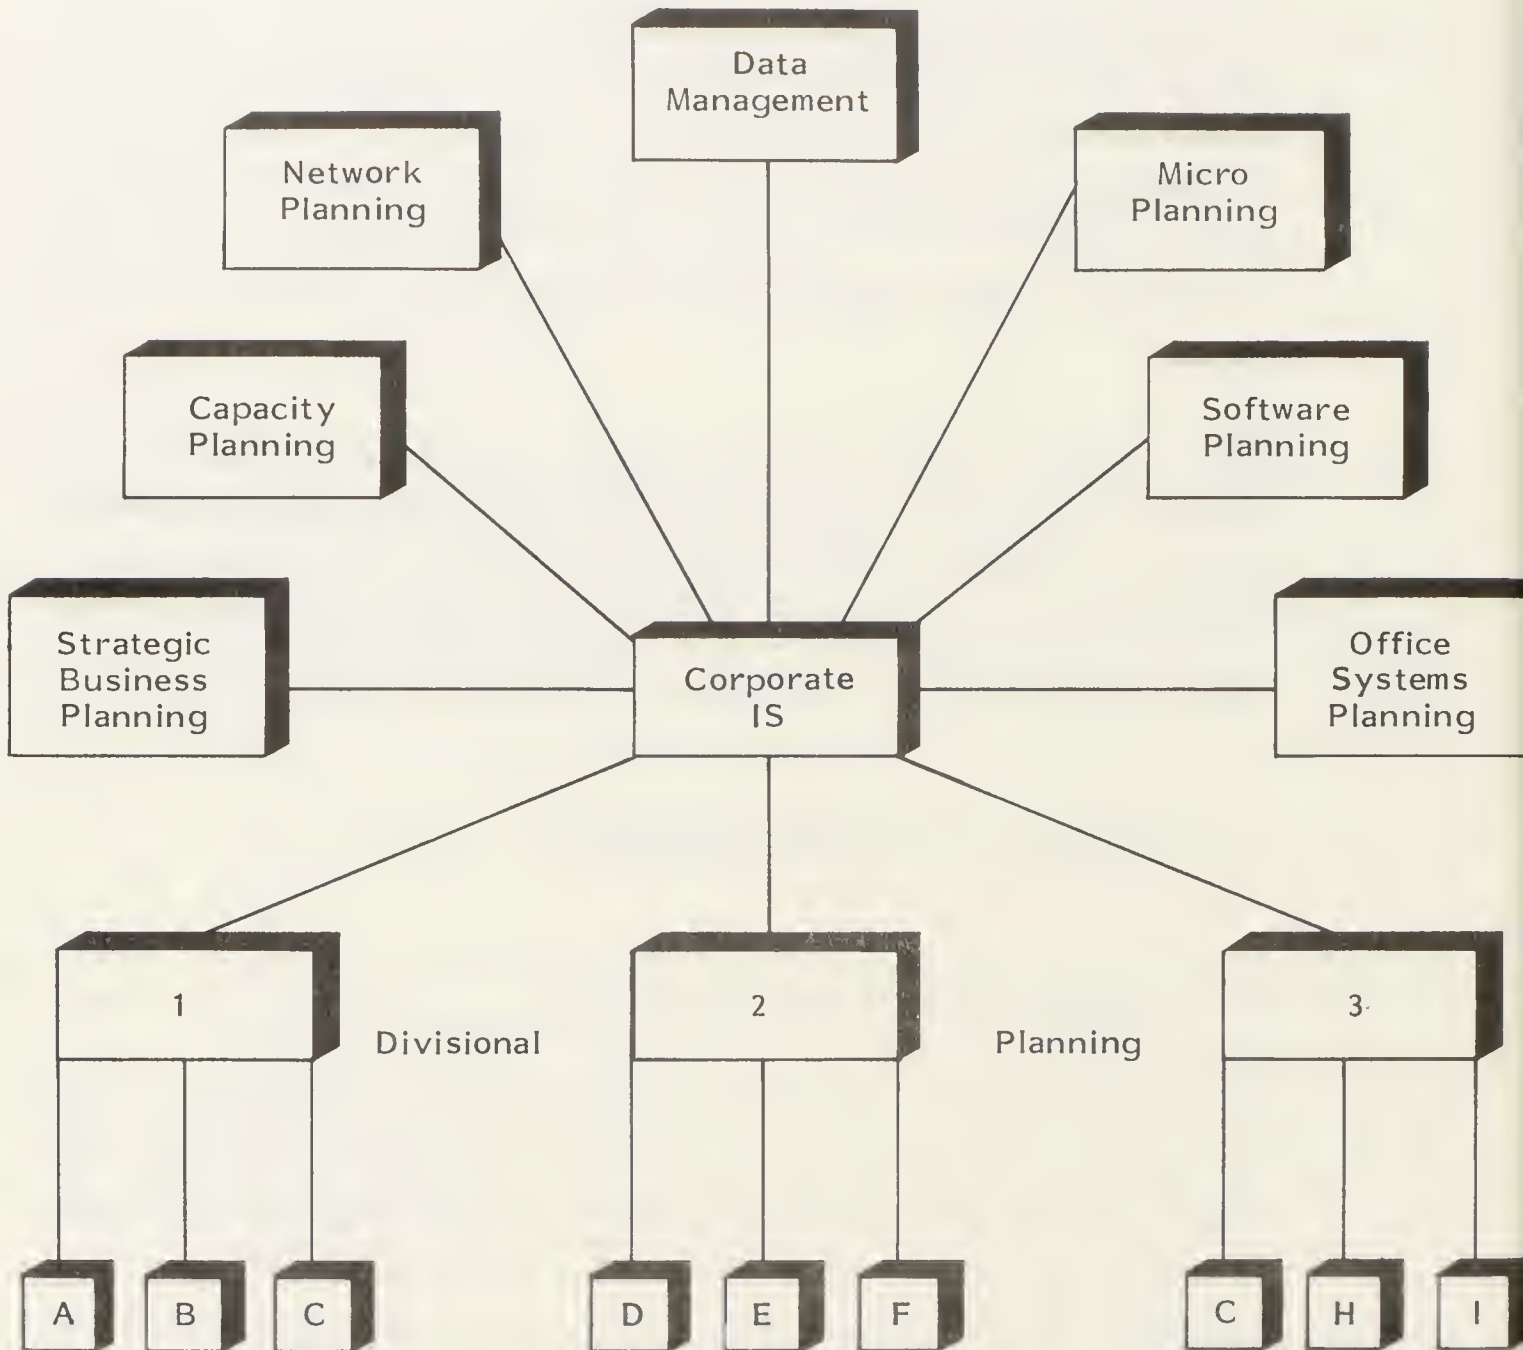 Data
Management
Network
Planning
Micro
Planning
Capacity
Planning
Software
Planning
Strategic
Business
Planning
Corporate
IS
Office
Systems
Planning
1
2
3
Divisional
Planning
A
B
C
D
E
F
C
H
I